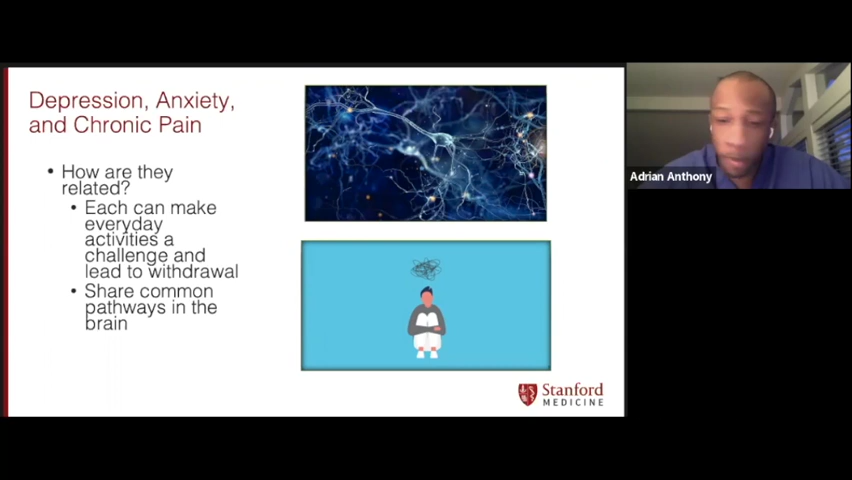 Depression, Anxiety,
and Chronic Pain
• How are they
related?
• Each can make
everyday
activities a
challenge and
lead to withdrawal
• Share common
pathways in the
brain
Stanford
MEDICINE
Adrian Anthony